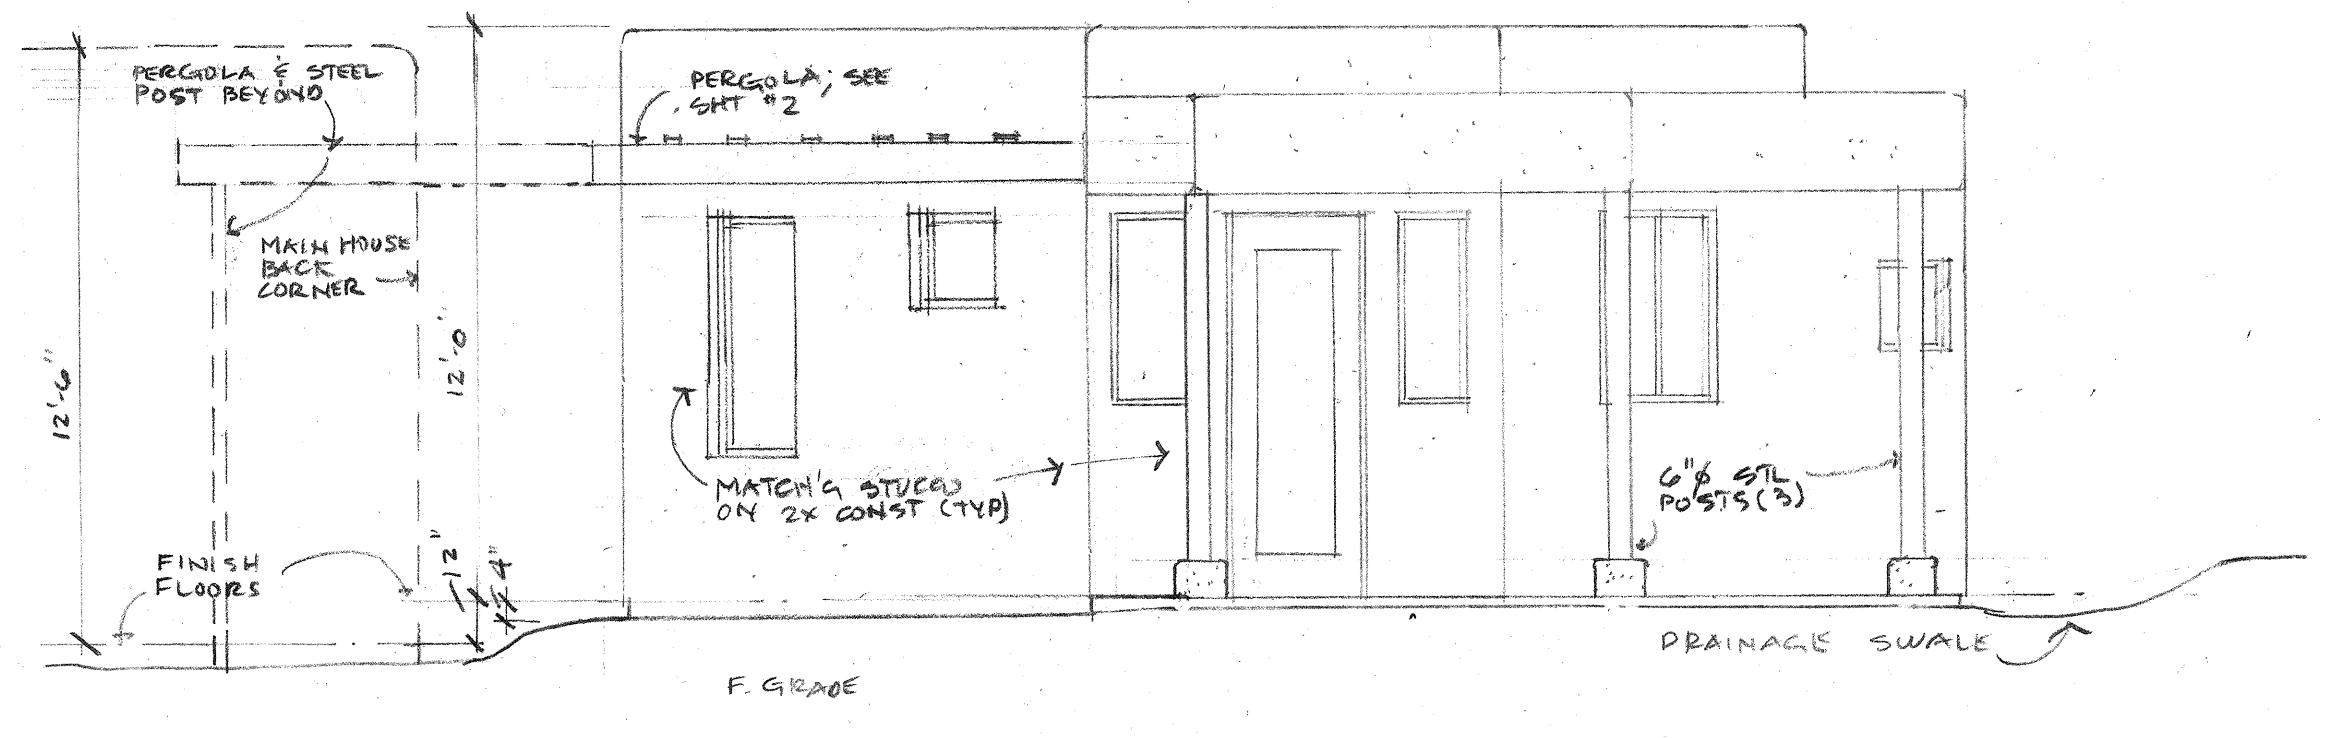 PERGOLA & STEEL
POST BEYOND
PERGOLA; SEE
SHT #2
MAIN HOUSE
BACK
CORNER
12'-6"
12'-0"
MATCH'G STUCCO
ON 2X CONST (TYP)
6"ø STL
POSTS (3)
FINISH
FLOORS
12"
4"
DRAINAGE SWALE
F. GRADE